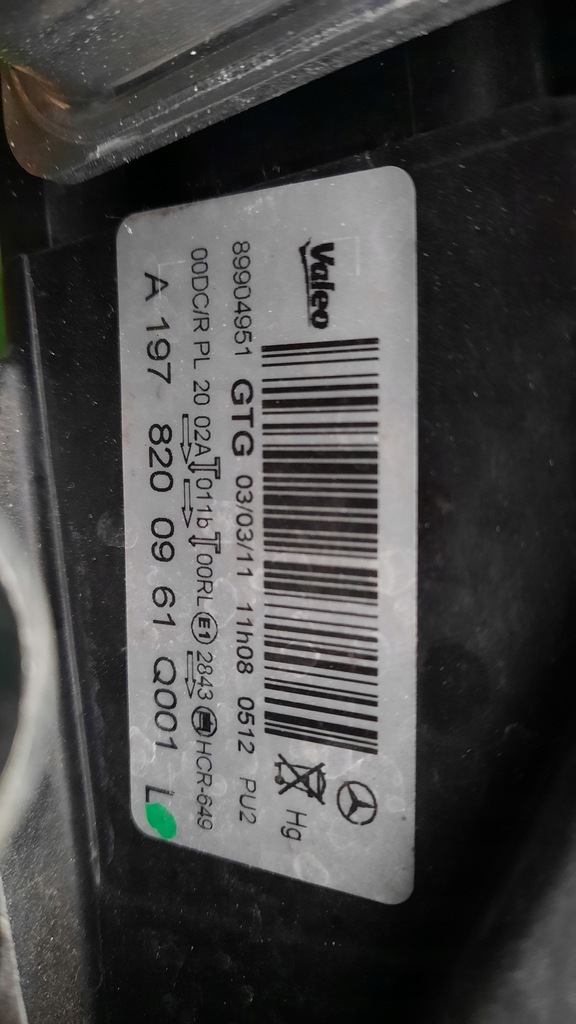 Valeo
Hg
89904951 GTG 03/03/11 11h08 0512 PU2
00DC/R PL 20 02A 011b 00RL E1 2843 HCR-649
A 197 820 09 61 Q001 L